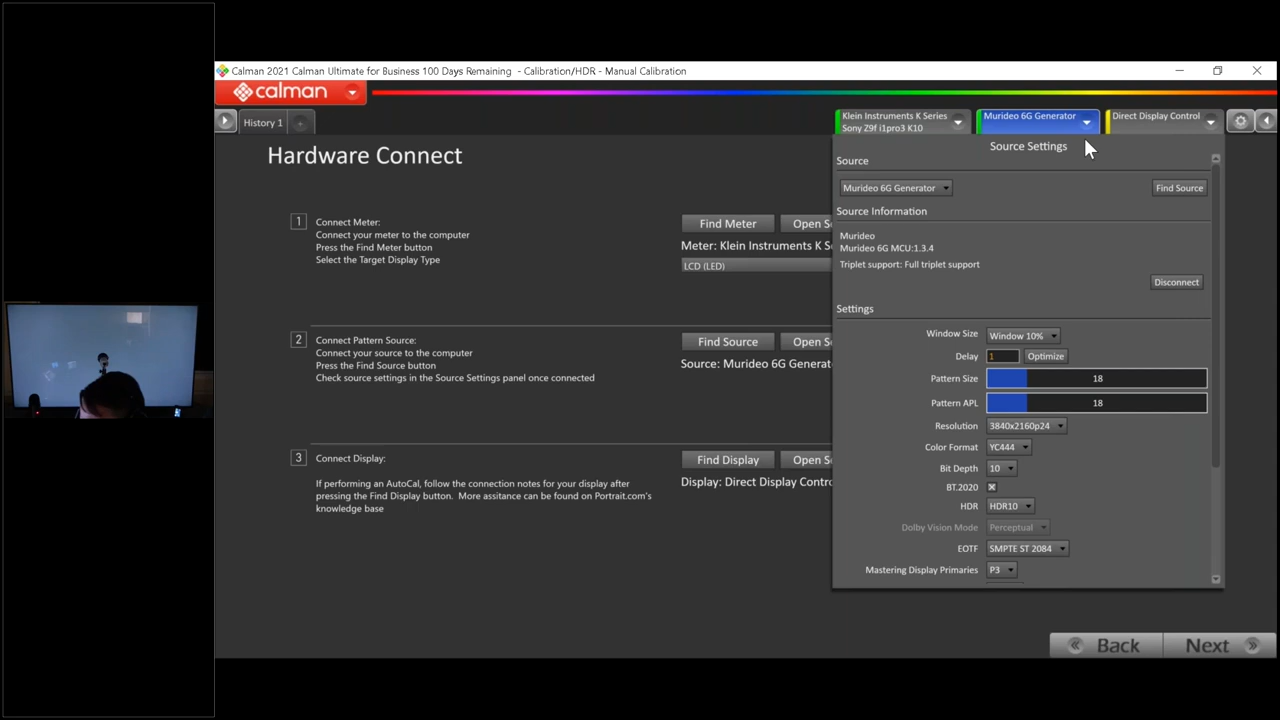 Calman 2021 Calman Ultimate for Business 100 Days Remaining - Calibration/HDR - Manual Calibration
calman
History 1
Klein Instruments K Series
Sony Z9f i1pro3 K10
Murideo 6G Generator
Direct Display Control
Hardware Connect
1
Connect Meter:
Connect your meter to the computer
Press the Find Meter button
Select the Target Display Type
Find Meter
Open S
Meter: Klein Instruments K S
LCD (LED)
2
Connect Pattern Source:
Connect your source to the computer
Press the Find Source button
Check source settings in the Source Settings panel once connected
Find Source
Open S
Source: Murideo 6G Generat
3
Connect Display:
If performing an AutoCal, follow the connection notes for your display after
pressing the Find Display button. More assitance can be found on Portrait.com's
knowledge base
Find Display
Open S
Display: Direct Display Contro
Source Settings
Source
Murideo 6G Generator
Find Source
Source Information
Murideo
Murideo 6G MCU:1.3.4
Triplet support: Full triplet support
Disconnect
Settings
Window Size Window 10%
Delay 1 Optimize
Pattern Size 18
Pattern APL 18
Resolution 3840x2160p24
Color Format YC444
Bit Depth 10
BT.2020
HDR HDR10
Dolby Vision Mode Perceptual
EOTF SMPTE ST 2084
Mastering Display Primaries P3
Back
Next